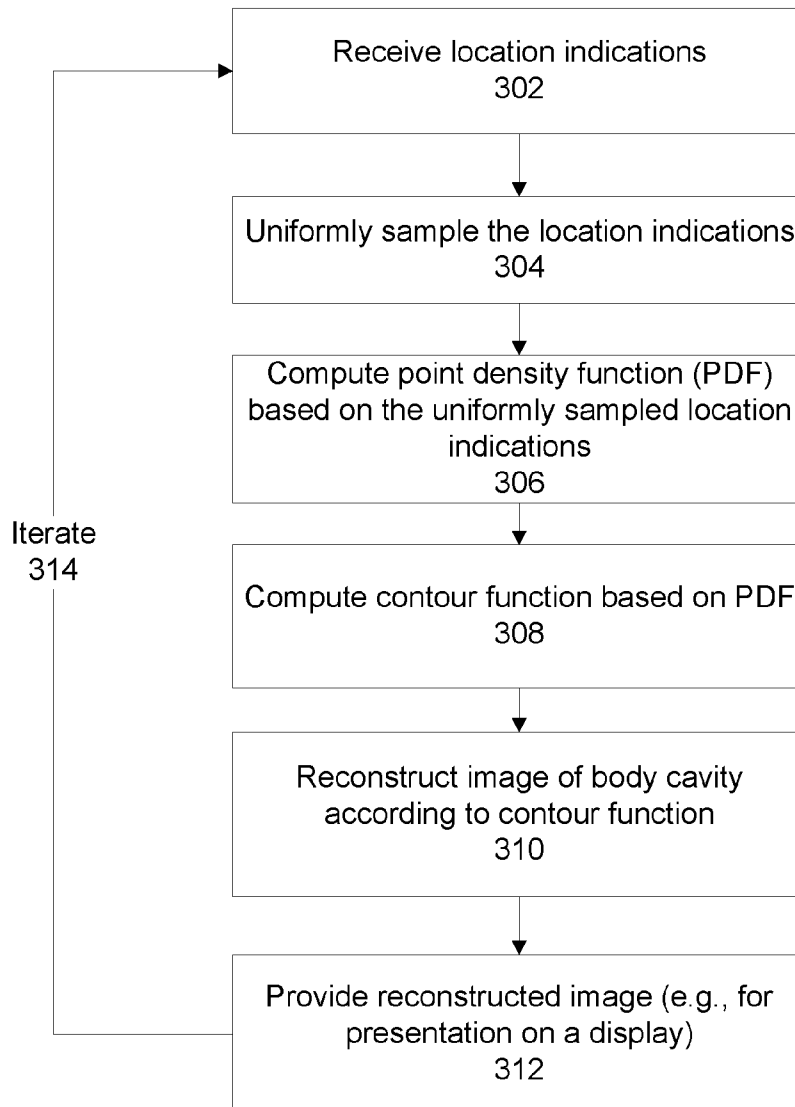 Receive location indications
302
Uniformly sample the location indications
304
Compute point density function (PDF)
based on the uniformly sampled location
indications
306
Iterate
314
Compute contour function based on PDF
308
Reconstruct image of body cavity
according to contour function
310
Provide reconstructed image (e.g., for
presentation on a display)
312